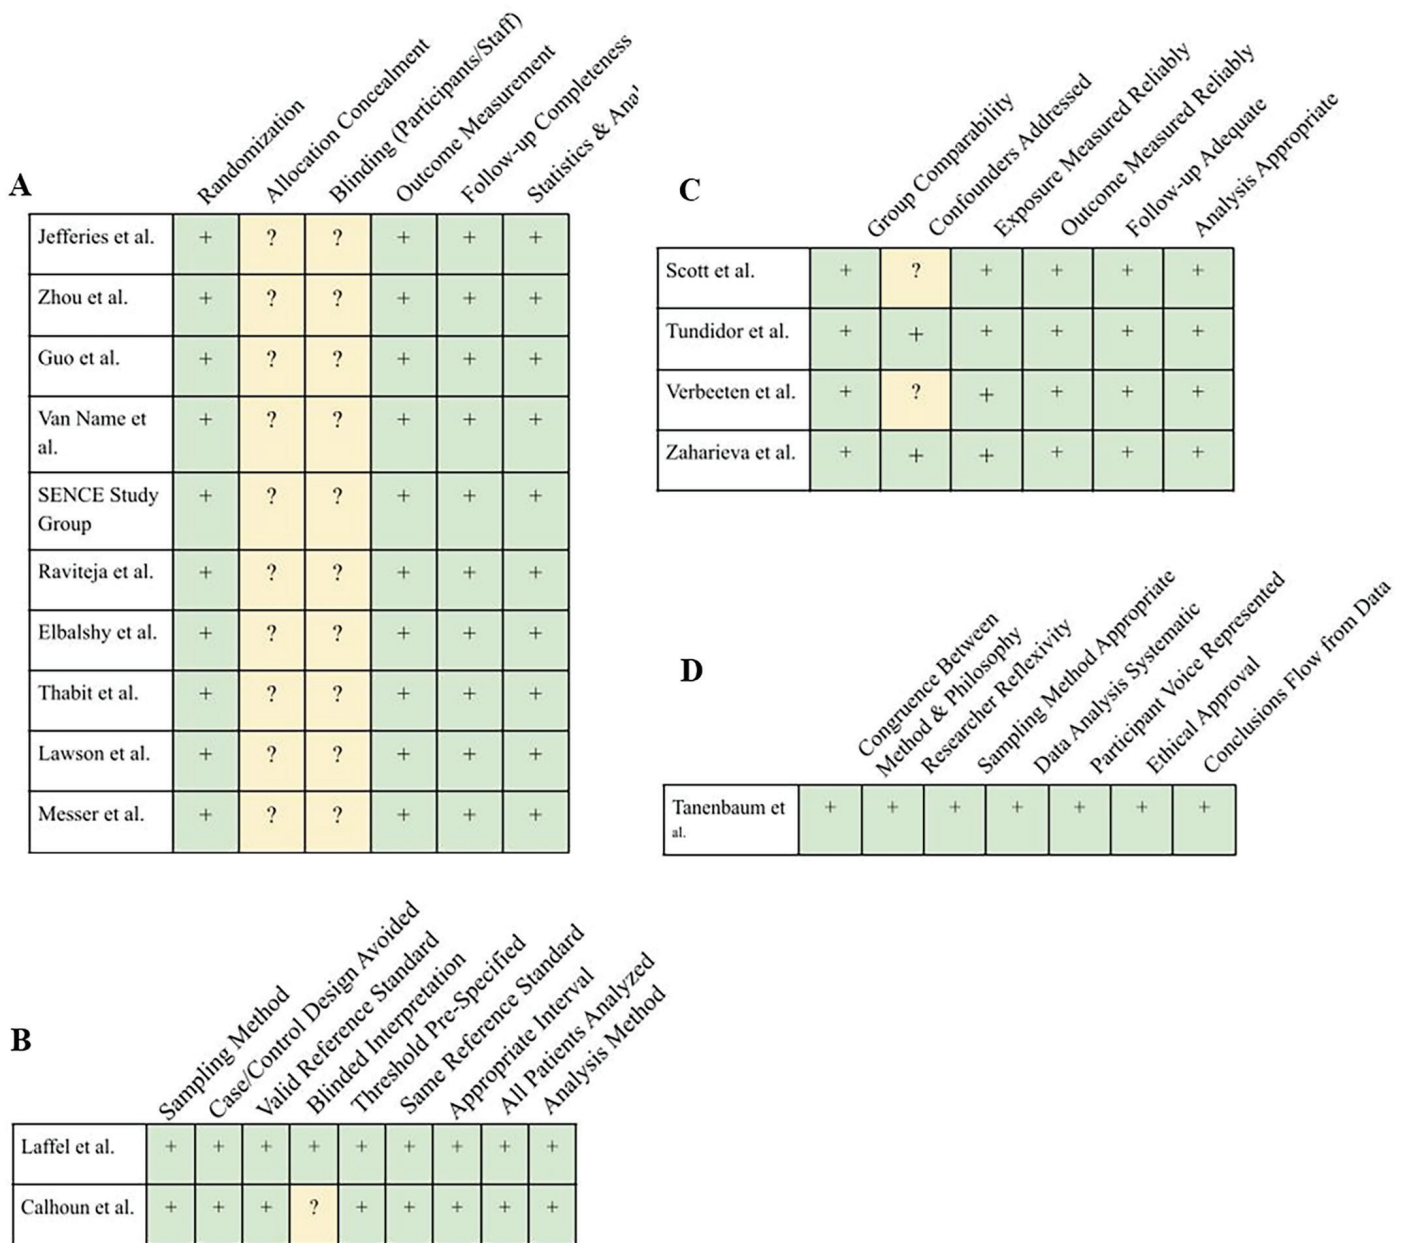 A
Randomization
Allocation Concealment
Blinding (Participants/Staff)
Outcome Measurement
Follow-up Completeness
Statistics &
Jefferies et al. + ? ? + + +
Zhou et al. + ? ? + + +
Guo et al. + ? ? + + +
Van Name et + ? ? + + +
al.
SENCE Study + ? ? + + +
Group
Raviteja et al. + ? ? + + +
Elbalshy et al. + ? ? + + +
Thabit et al. + ? ? + + +
Lawson et al. + ? ? + + +
Messer et al. + ? ? + + +
B
Sampling Method
Case/Control Design Avoided
Valid Reference Standard
Blinded Interpretation
Threshold Pre-Specified
Same Reference Standard
Appropriate Interval
All Patients Analyzed
Analysis Method
Laffel et al. + + + + + + + + +
Calhoun et al. + + + ? + + + + +
C
Group Comparability
Confounders Addressed
Exposure Measured Reliably
Outcome Measured Reliably
Follow-up Adequate
Analysis Appropriate
Scott et al. + ? + + + +
Tundidor et al. + + + + + +
Verbeeten et al. + ? + + + +
Zaharieva et al. + + + + + +
D
Congruence Between
Method & Philosophy
Researcher Reflexivity
Sampling Method Appropriate
Data Analysis Systematic
Participant Voice Represented
Ethical Approval
Conclusions Flow from Data
Tanenbaum et + + + + + + +
al.